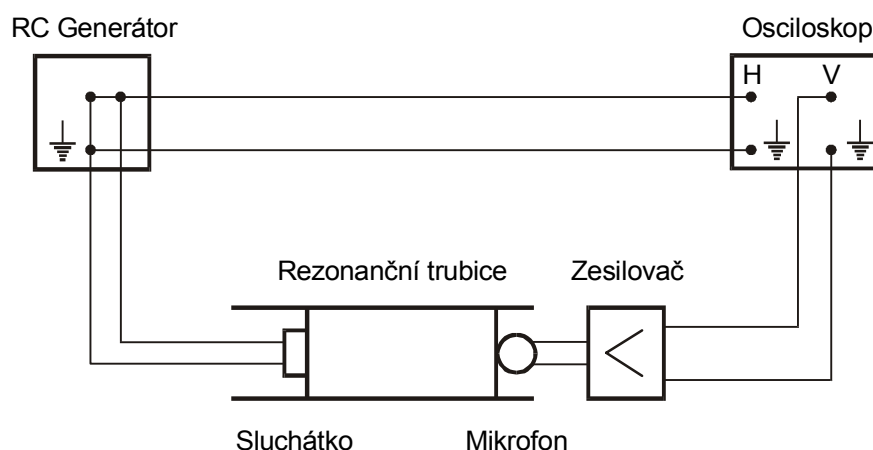 RC Generátor
Osciloskop
H V
Rezonanční trubice
Zesilovač
Sluchátko
Mikrofon